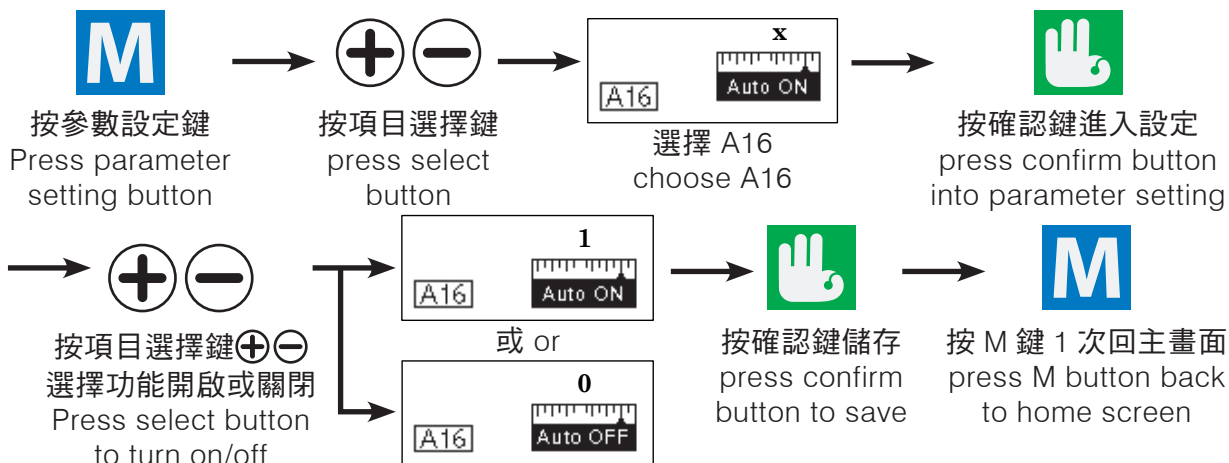 M
按參數設定鍵
Press parameter
setting button
按項目選擇鍵
press select
button
x
Auto ON
A16
選擇 A16
choose A16
按確認鍵進入設定
press confirm button
into parameter setting
按項目選擇鍵⊕⊖
選擇功能開啟或關閉
Press select button
to turn on/off
1
Auto ON
A16
或 or
0
Auto OFF
A16
按確認鍵儲存
press confirm
button to save
M
按 M 鍵 1 次回主畫面
press M button back
to home screen